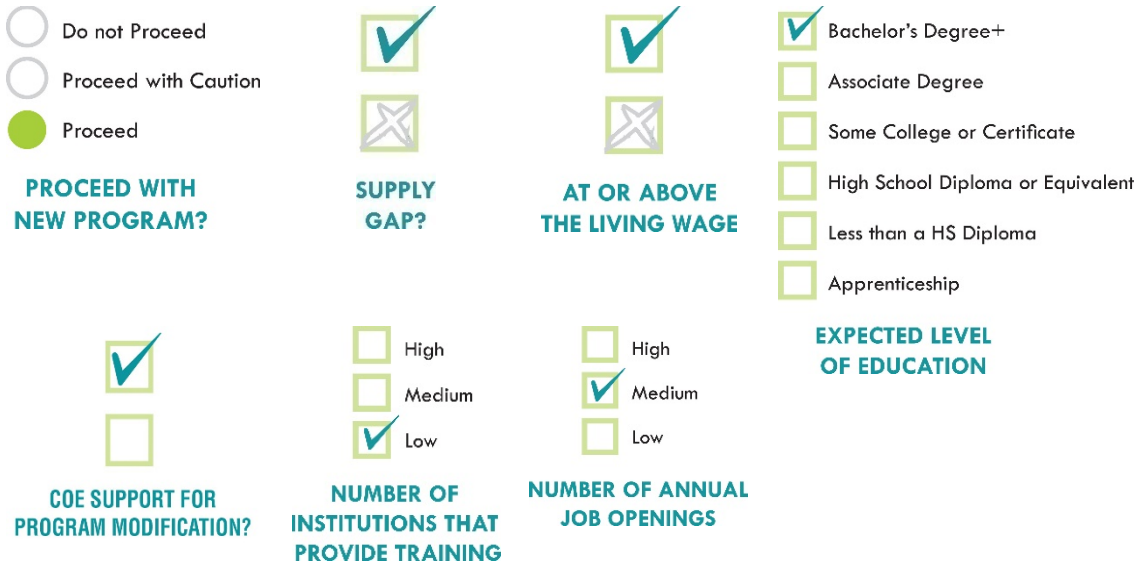 Do not Proceed
Proceed with Caution
Proceed
PROCEED WITH
NEW PROGRAM?
SUPPLY
GAP?
AT OR ABOVE
THE LIVING WAGE
Bachelor's Degree+
Associate Degree
Some College or Certificate
High School Diploma or Equivalent
Less than a HS Diploma
Apprenticeship
EXPECTED LEVEL
OF EDUCATION
COE SUPPORT FOR
PROGRAM MODIFICATION?
High
Medium
Low
NUMBER OF
INSTITUTIONS THAT
PROVIDE TRAINING
High
Medium
Low
NUMBER OF ANNUAL
JOB OPENINGS